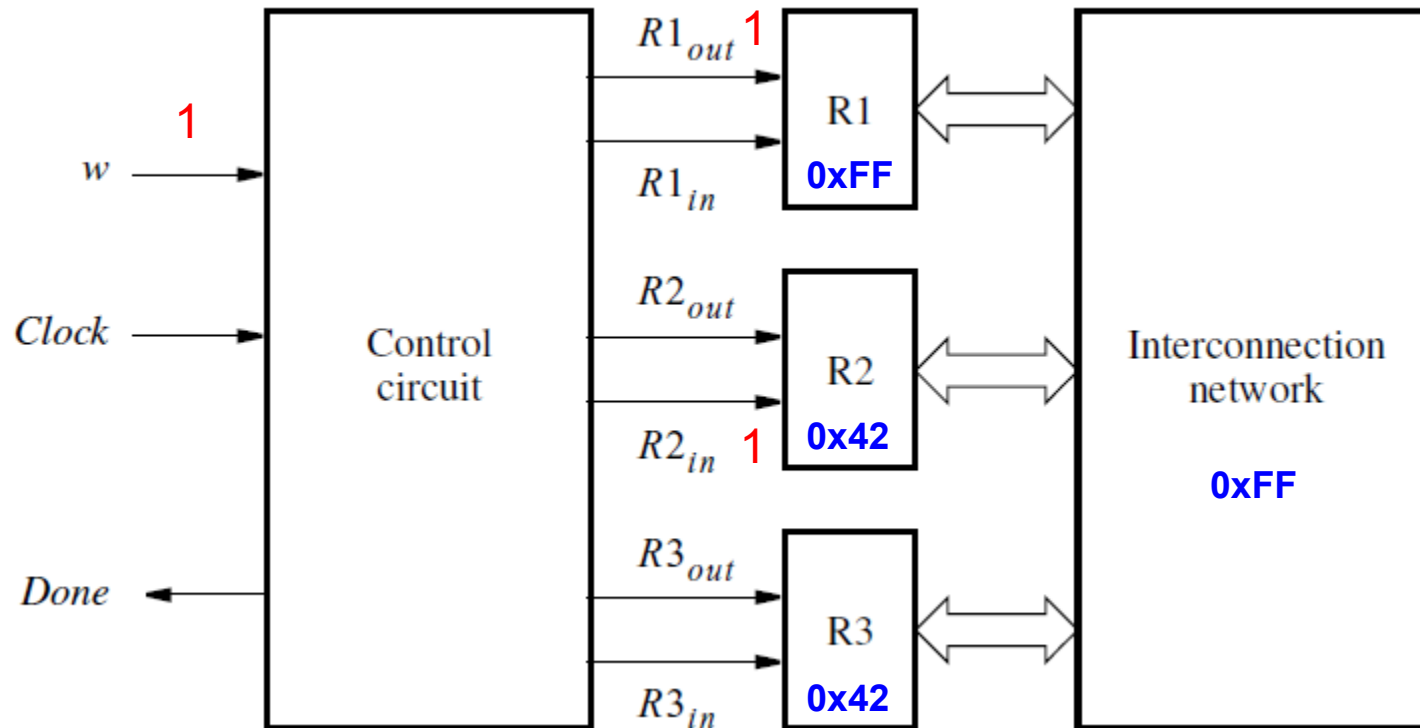 R1out 1
1
w
R1
0xFF
R1in
Clock
Control
circuit
R2out
R2
0x42
R2in 1
Interconnection
network
0xFF
Done
R3out
R3
0x42
R3in